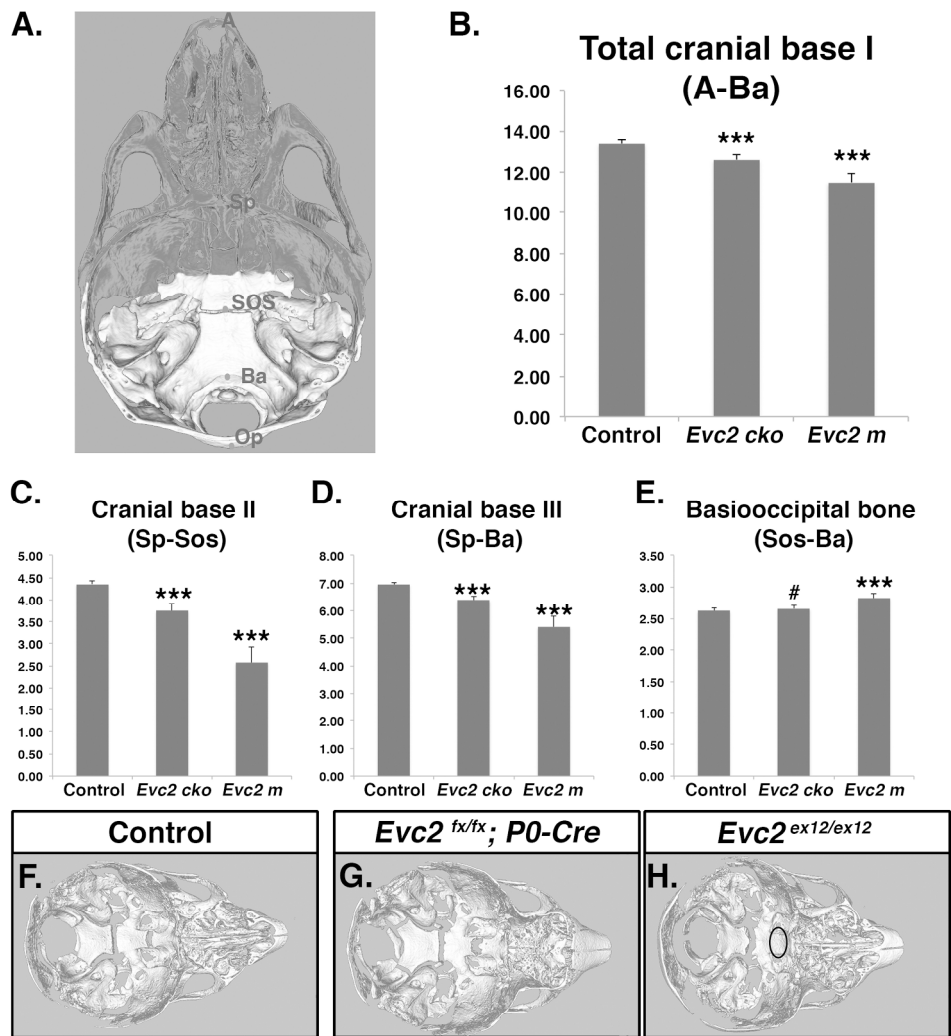 A.
A
Sp
SOS
Ba
Op
B.
Total cranial base I
(A-Ba)
16.00
14.00
12.00
10.00
8.00
6.00
4.00
2.00
0.00
***
***
Control
Evc2 cko
Evc2 m
C.
Cranial base II
(Sp-Sos)
5.00
4.50
4.00
3.50
3.00
2.50
2.00
1.50
1.00
0.50
0.00
***
***
Control
Evc2 cko
Evc2 m
D.
Cranial base III
(Sp-Ba)
8.00
7.00
6.00
5.00
4.00
3.00
2.00
1.00
0.00
***
***
Control
Evc2 cko
Evc2 m
E.
Basiooccipital bone
(Sos-Ba)
3.50
3.00
2.50
2.00
1.50
1.00
0.50
0.00
#
***
Control
Evc2 cko
Evc2 m
Control
F.
Evc2 fx/fx; P0-Cre
G.
Evc2 ex12/ex12
H.